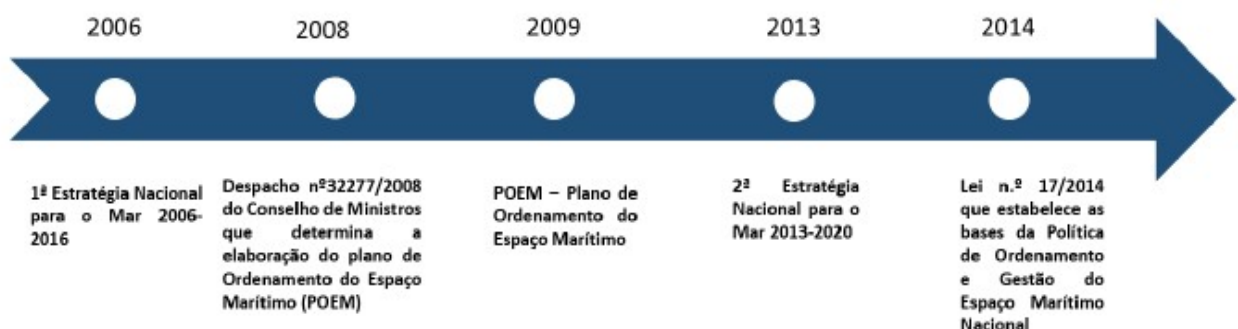 2006
2008
2009
2013
2014
1ª Estratégia Nacional
para o Mar 2006-
2016
Despacho nº32277/2008
do Conselho de Ministros
que determina a
elaboração do plano de
Ordenamento do Espaço
Marítimo (POEM)
POEM – Plano de
Ordenamento do
Espaço Marítimo
2ª Estratégia
Nacional para o
Mar 2013-2020
Lei n.º 17/2014
que estabelece as
bases da Política
de Ordenamento
e Gestão do
Espaço Marítimo
Nacional